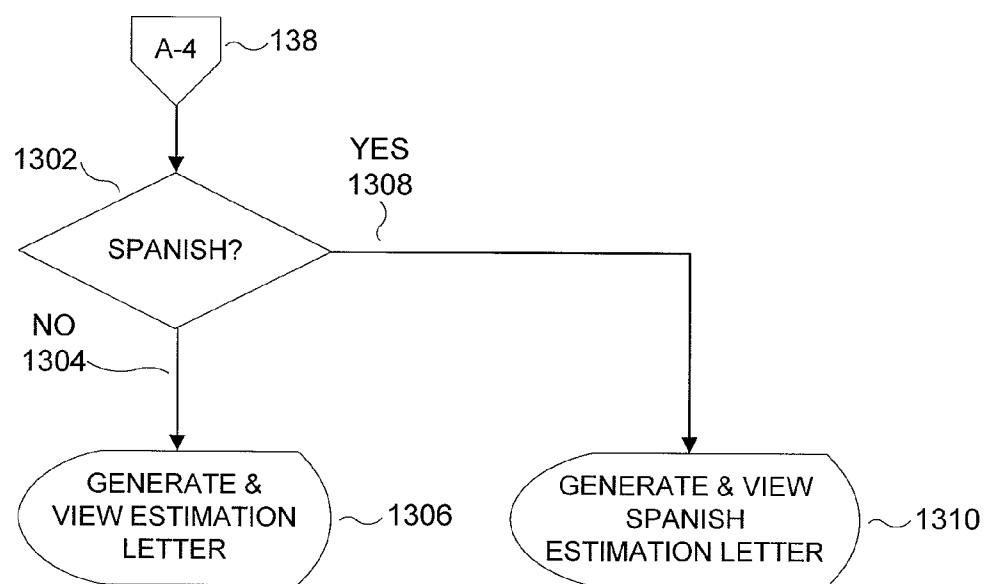 A-4
138
1302
YES
1308
SPANISH?
NO
1304
GENERATE &
VIEW ESTIMATION
LETTER
1306
GENERATE & VIEW
SPANISH
ESTIMATION LETTER
1310